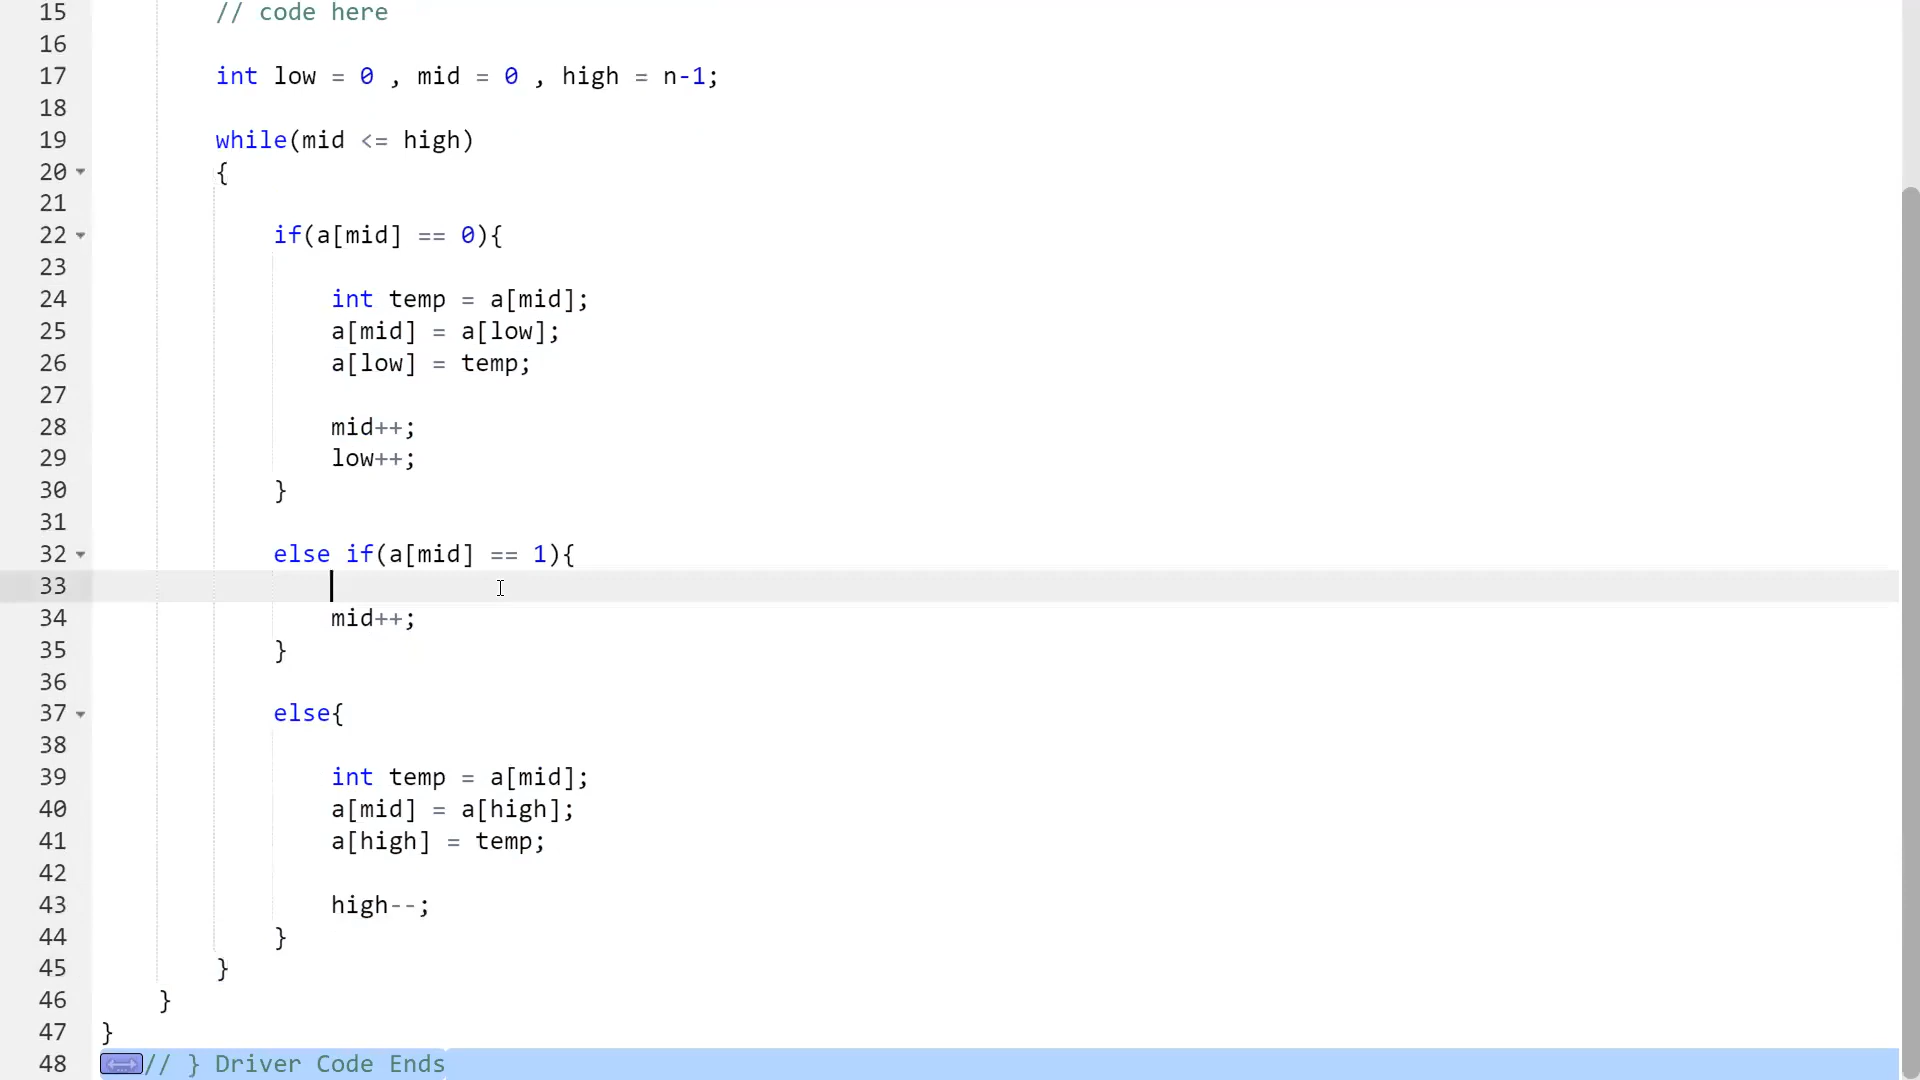 15 // code here
16
17 int low = 0 , mid = 0 , high = n-1;
18
19 while(mid <= high)
20 {
21
22 if(a[mid] == 0){
23
24 int temp = a[mid];
25 a[mid] = a[low];
26 a[low] = temp;
27
28 mid++;
29 low++;
30 }
31
32 else if(a[mid] == 1){
33
34 mid++;
35 }
36
37 else{
38
39 int temp = a[mid];
40 a[mid] = a[high];
41 a[high] = temp;
42
43 high--;
44 }
45 }
46 }
47 }
48 // } Driver Code Ends